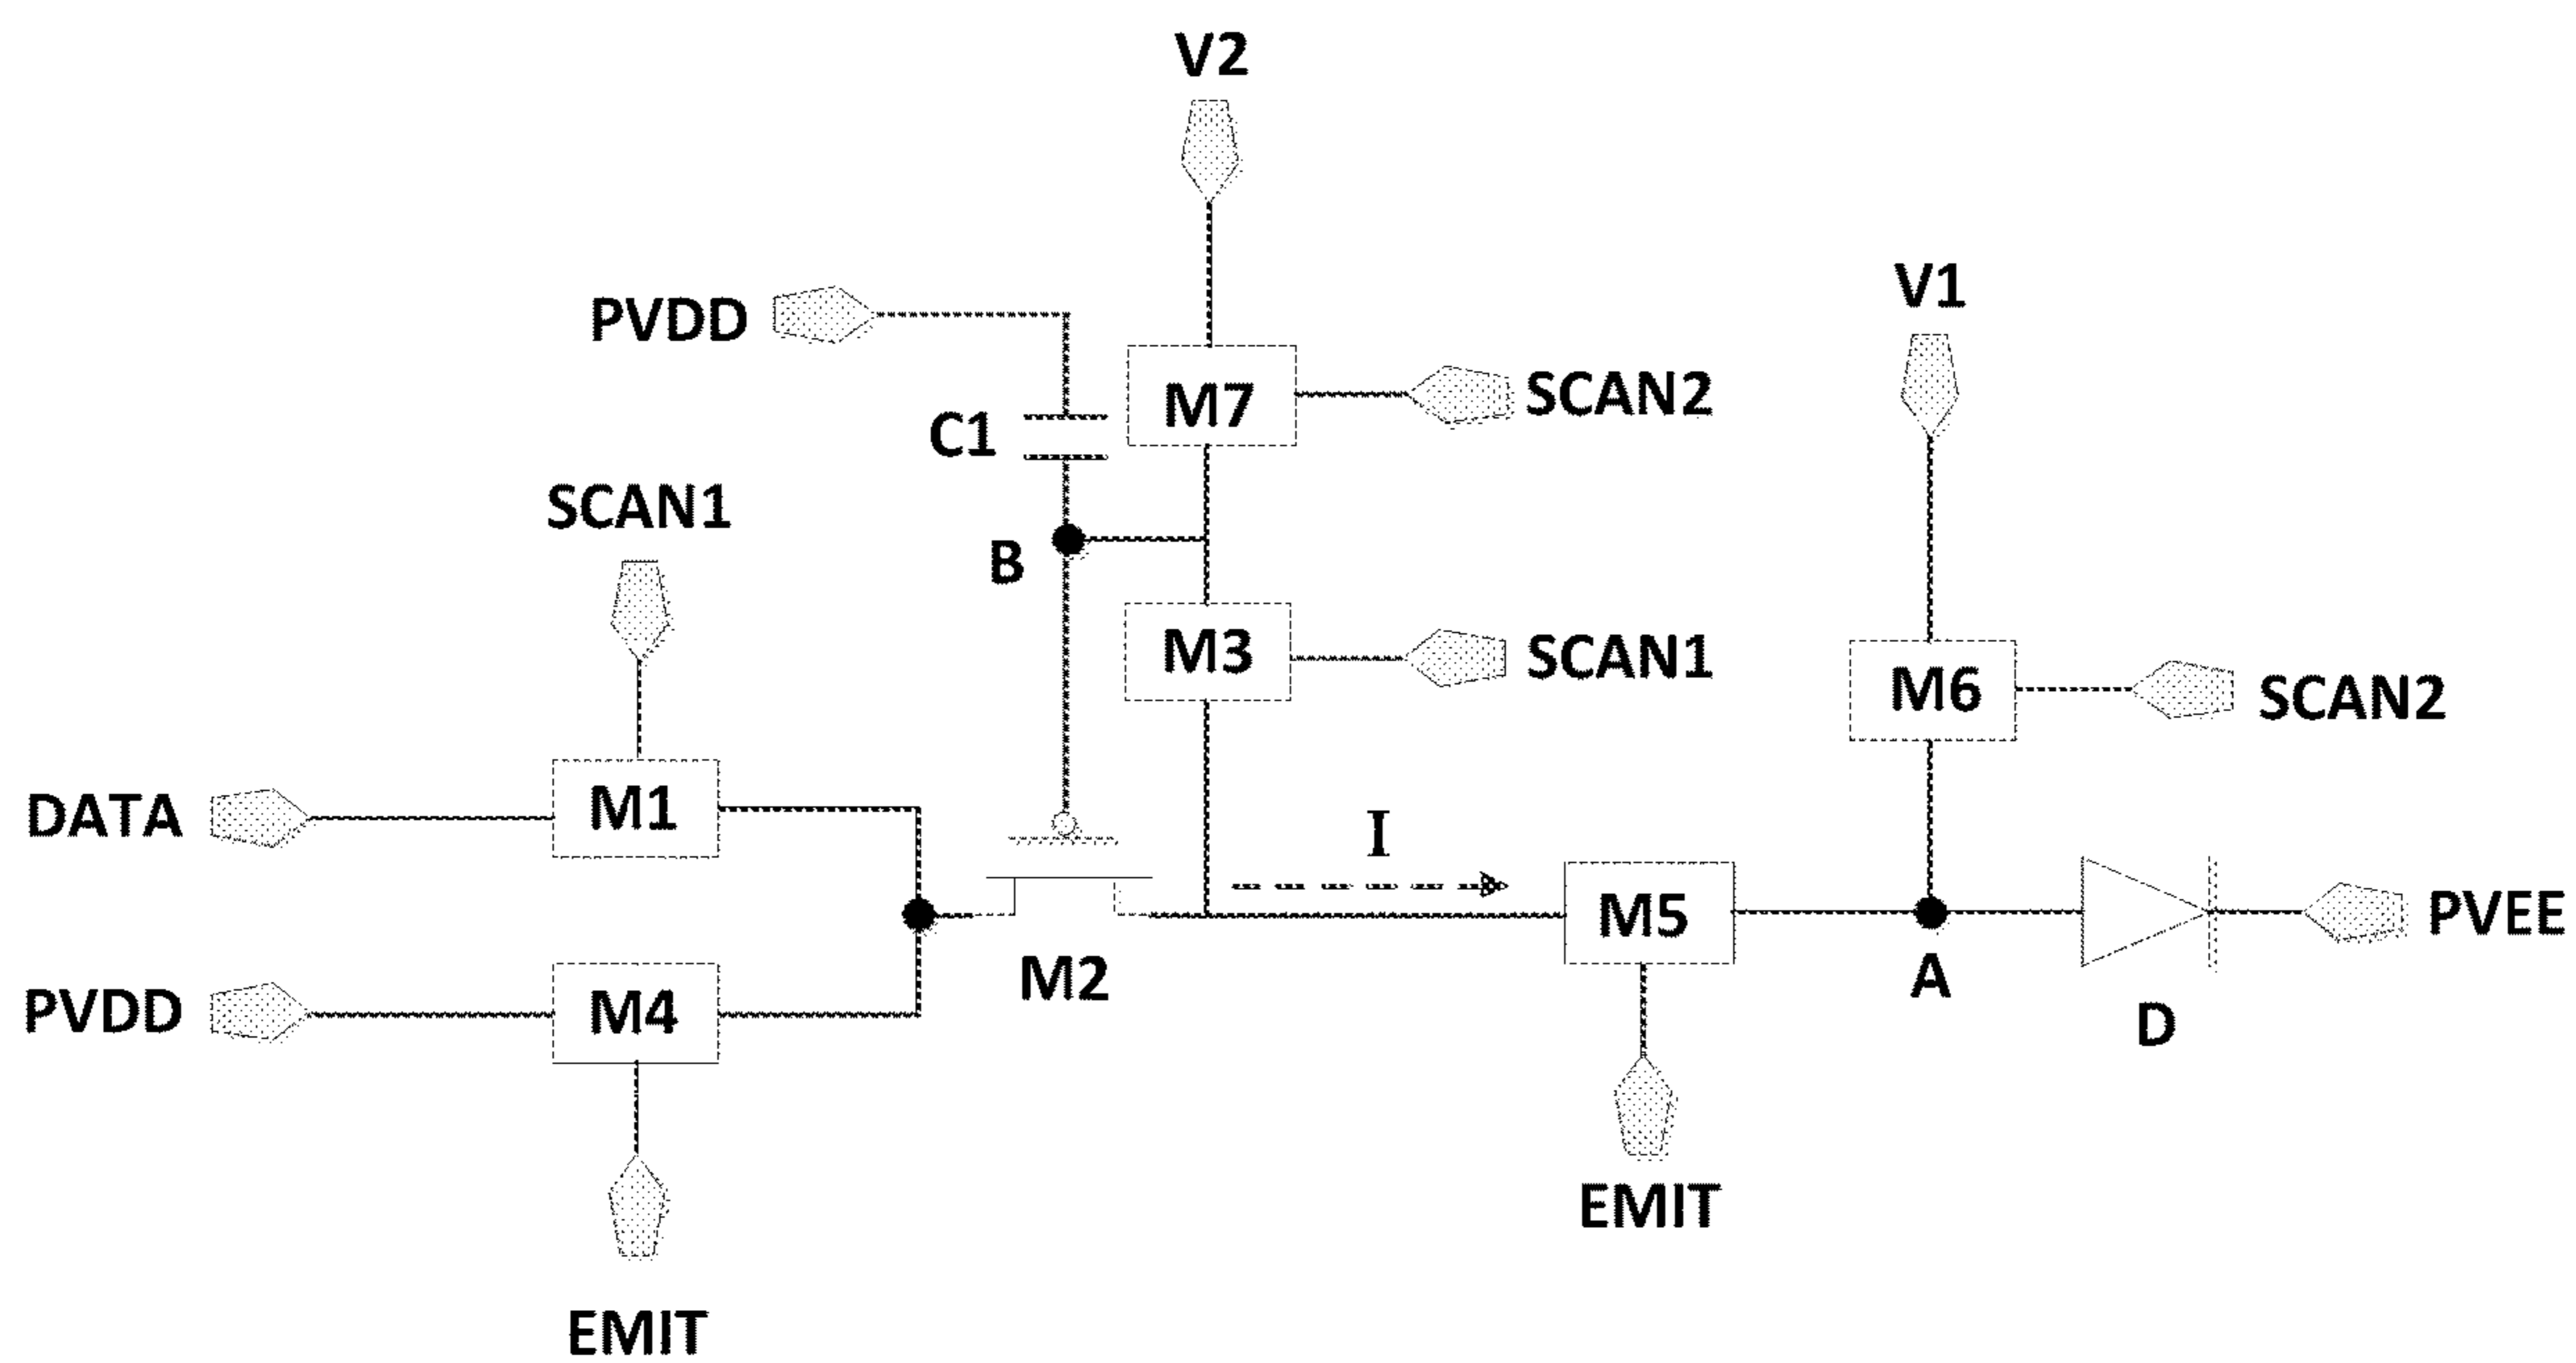 V2
V1
PVDD
M7
SCAN2
C1
SCAN1
B
M3
SCAN1
M6
SCAN2
DATA
M1
I
M5
PVEE
M2
A
PVDD
M4
D
EMIT
EMIT